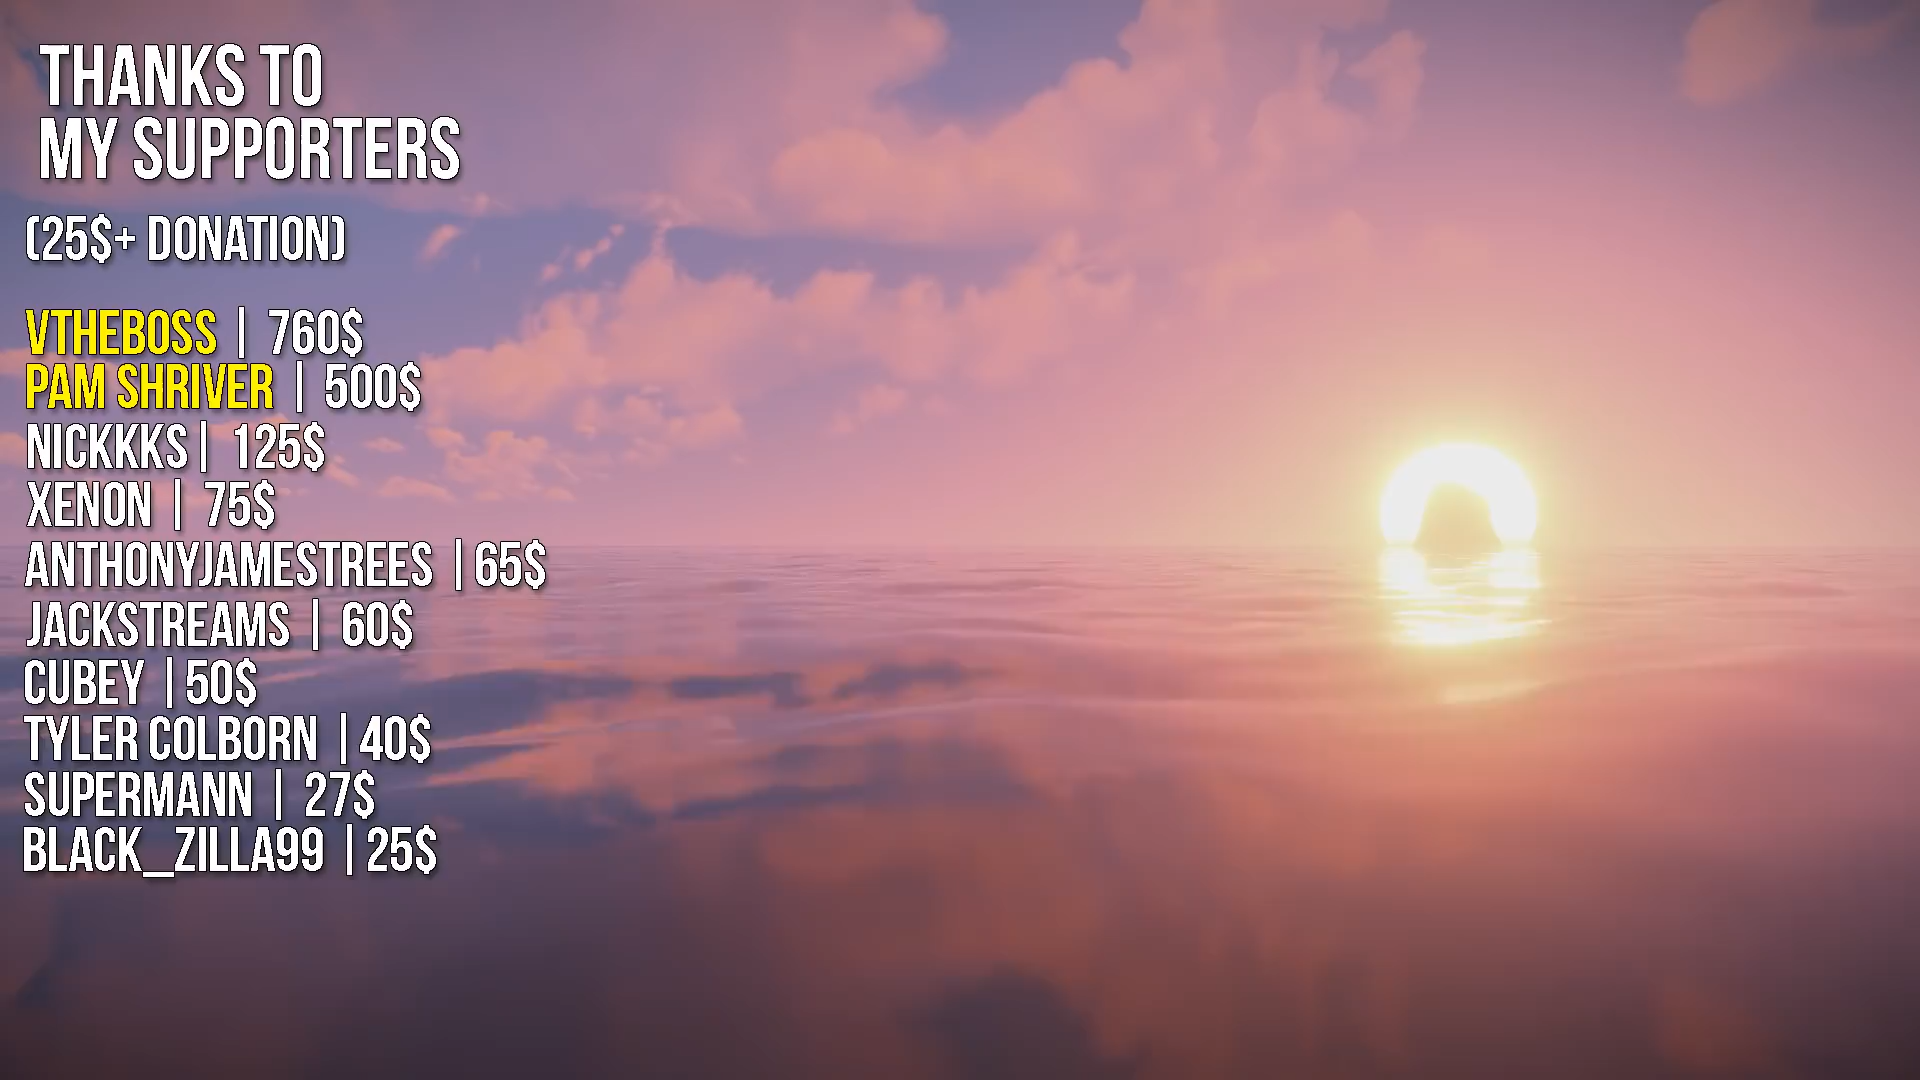 THANKS TO
MY SUPPORTERS
(25$+ DONATION)
VTHEBOSS | 760$
PAM SHRIVER | 500$
NICKKKS | 125$
XENON | 75$
ANTHONYJAMESTREES | 65$
JACKSTREAMS | 60$
CUBEY | 50$
TYLER COLBORN | 40$
SUPERMANN | 27$
BLACK_ZILLA99 | 25$